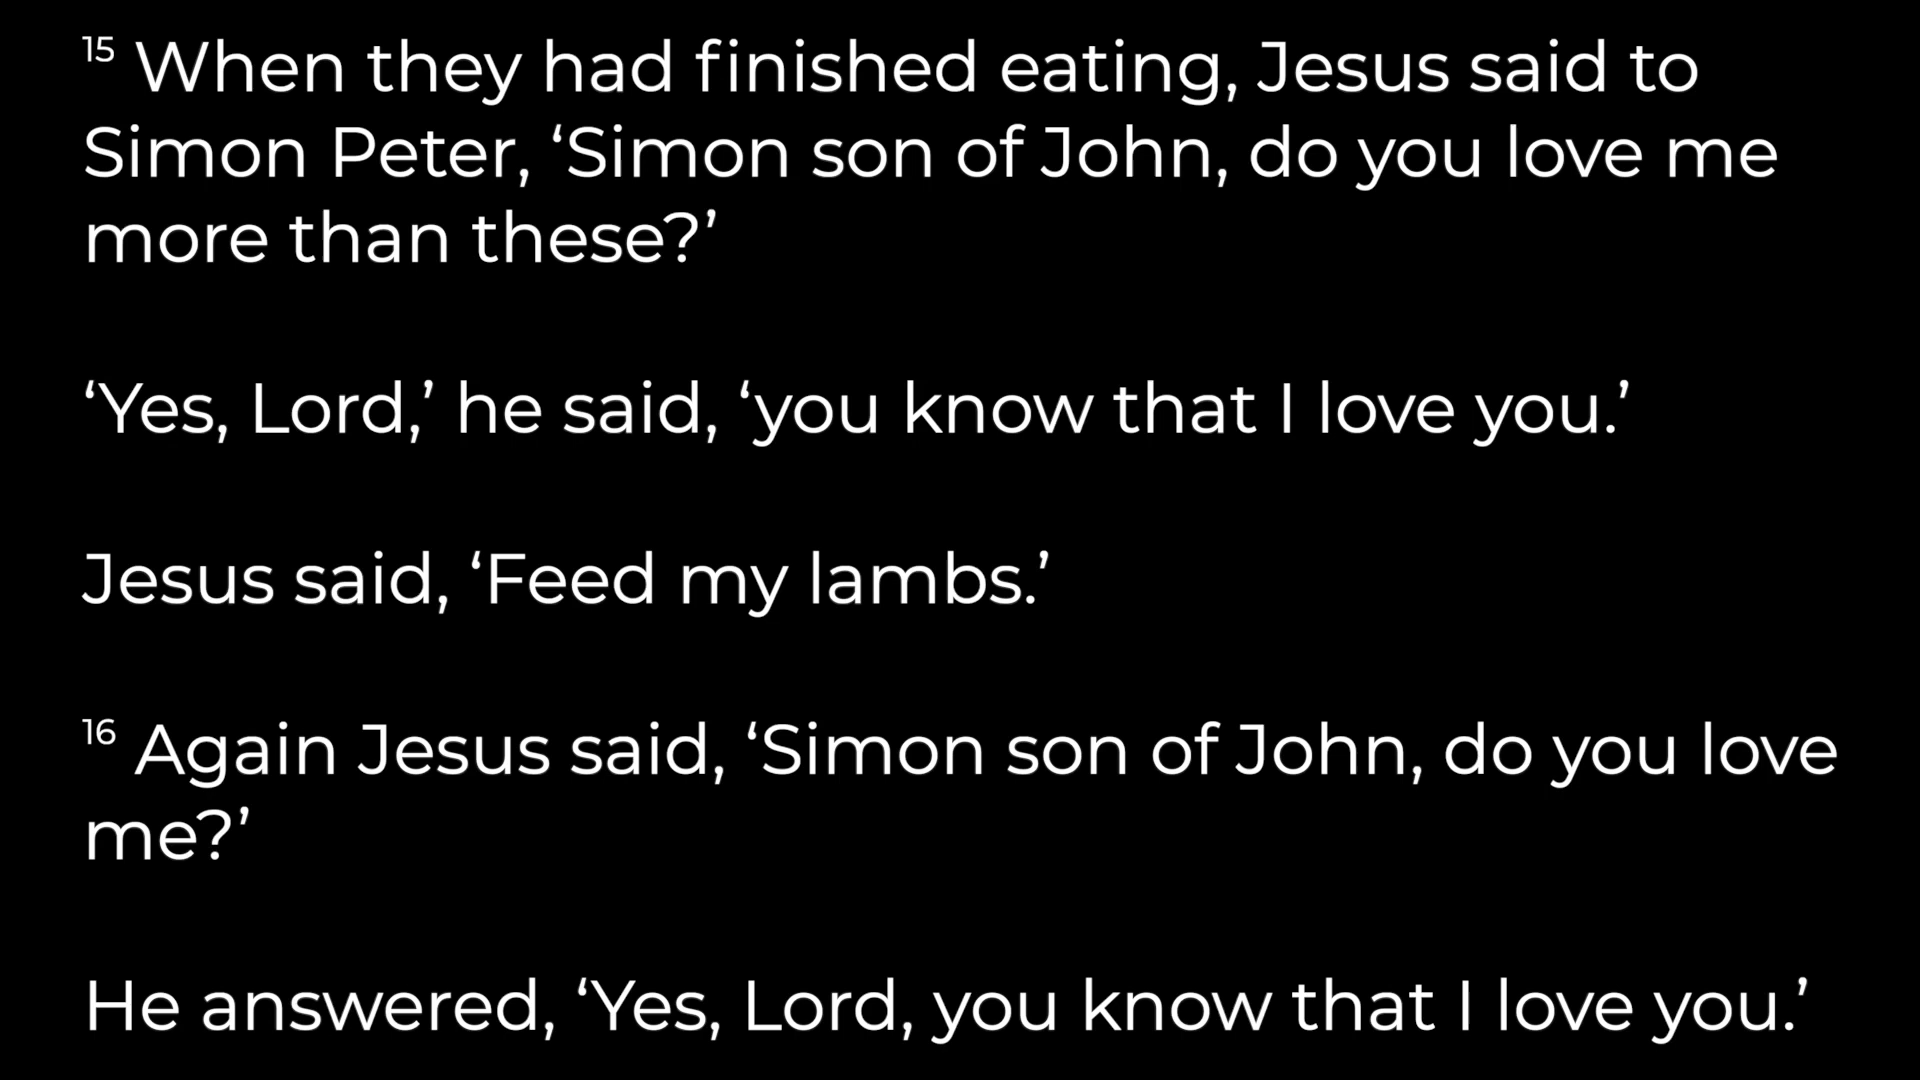 15 When they had finished eating, Jesus said to
Simon Peter, ‘Simon son of John, do you love me
more than these?’
‘Yes, Lord,’ he said, ‘you know that I love you.’
Jesus said, ‘Feed my lambs.’
16 Again Jesus said, ‘Simon son of John, do you love
me?’
He answered, ‘Yes, Lord, you know that I love you.’